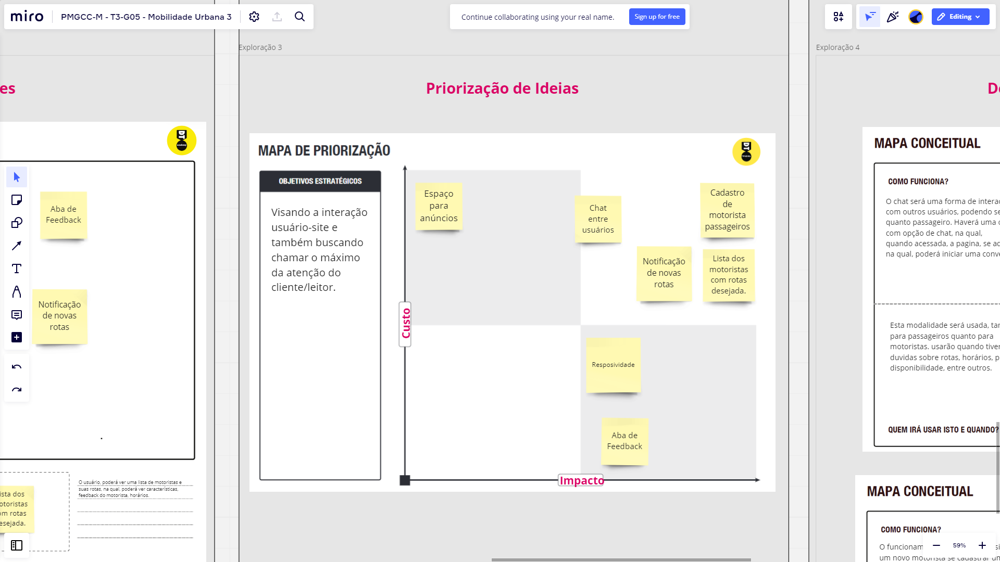 miro
PMGCC-M - T3-G05 - Mobilidade Urbana 3
Continue collaborating using your real name.
Sign up for free
Editing
Exploração 3
Exploração 4
es
Priorização de Ideias
Aba de
Feedback
Notificação
de novas
rotas
O usuário, poderá ver uma lista de motoristas e
suas rotas, na qual, poderá ver características,
feedback do motorista, horários.
ista dos
otoristas
om rotas
esejada.
MAPA DE PRIORIZAÇÃO
OBJETIVOS ESTRATÉGICOS
Visando a interação
usuário-site e
também buscando
chamar o máximo
da atenção do
cliente/leitor.
Custo
Impacto
Espaço
para
anúncios
Chat
entre
usuários
Cadastro
de
motorista
passageiros
Notificação
de novas
rotas
Lista dos
motoristas
com rotas
desejada.
Resposividade
Aba de
Feedback
MAPA CONCEITUAL
COMO FUNCIONA?
O chat será uma forma de intera
com outros usuários, podendo se
quanto passageiro. Haverá uma
com opção de chat, na qual,
quando acessada, a pagina, se a
na qual, poderá iniciar uma conv
Esta modalidade será usada, ta
para passageiros quanto para
motoristas. usarão quando tive
duvidas sobre rotas, horários, p
disponibilidade, entre outros.
QUEM IRÁ USAR ISTO E QUANDO?
MAPA CONCEITUAL
COMO FUNCIONA?
O funcionam
um novo motorista se cadastrar um
59%